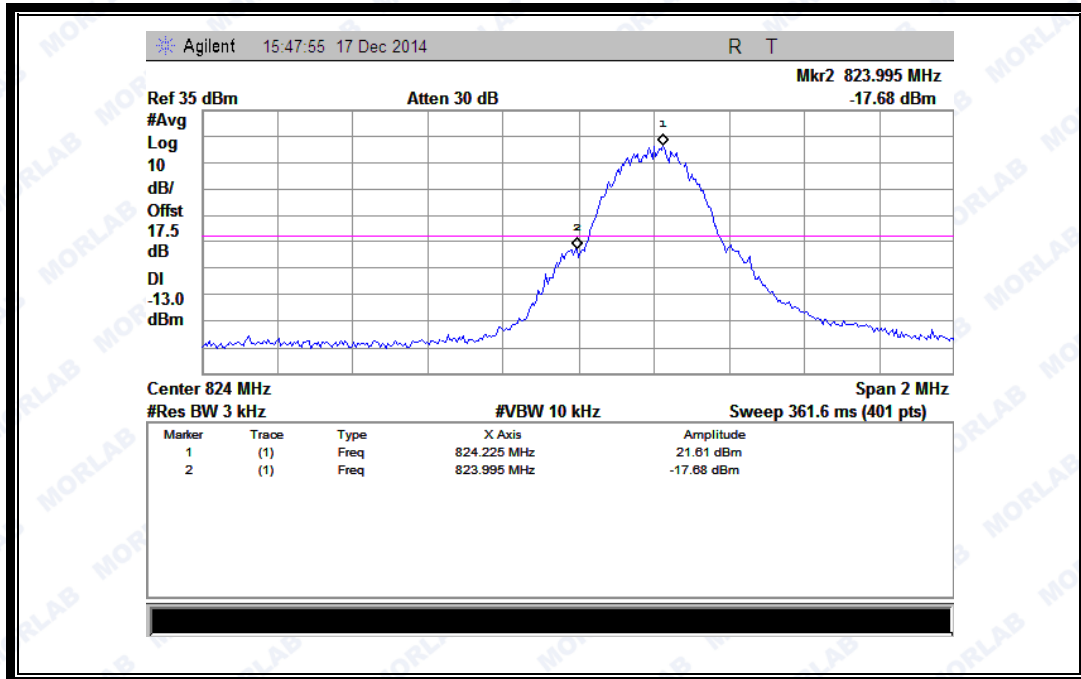 Agilent 15:47:55 17 Dec 2014 R T
Mkr2 823.995 MHz
Ref 35 dBm Atten 30 dB -17.68 dBm
#Avg
Log
10
dB/
Offst
17.5
dB
DI
-13.0
dBm
1
2
Center 824 MHz Span 2 MHz
#Res BW 3 kHz #VBW 10 kHz Sweep 361.6 ms (401 pts)
Marker Trace Type X Axis Amplitude
1 (1) Freq 824.225 MHz 21.61 dBm
2 (1) Freq 823.995 MHz -17.68 dBm
MORLAB